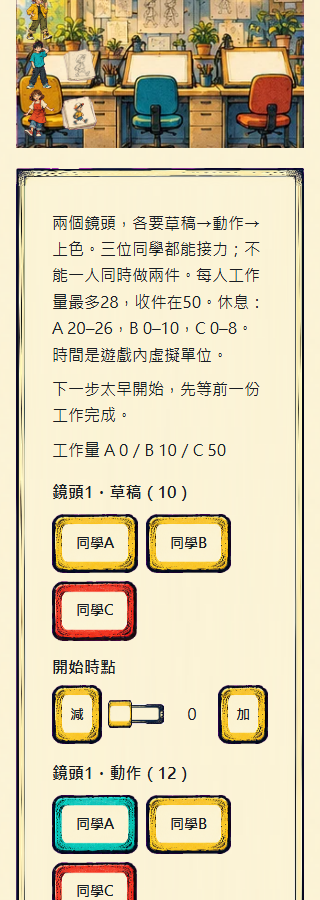 兩個鏡頭，各要草稿→動作→
上色。三位同學都能接力；不
能一人同時做兩件。每人工作
量最多28，收件在50。休息：
A 20–26，B 0–10，C 0–8。
時間是遊戲內虛擬單位。
下一步太早開始，先等前一份
工作完成。
工作量 A 0 / B 10 / C 50
鏡頭1・草稿（10）
同學A 同學B
同學C
開始時點
減 0 加
鏡頭1・動作（12）
同學A 同學B
同學C